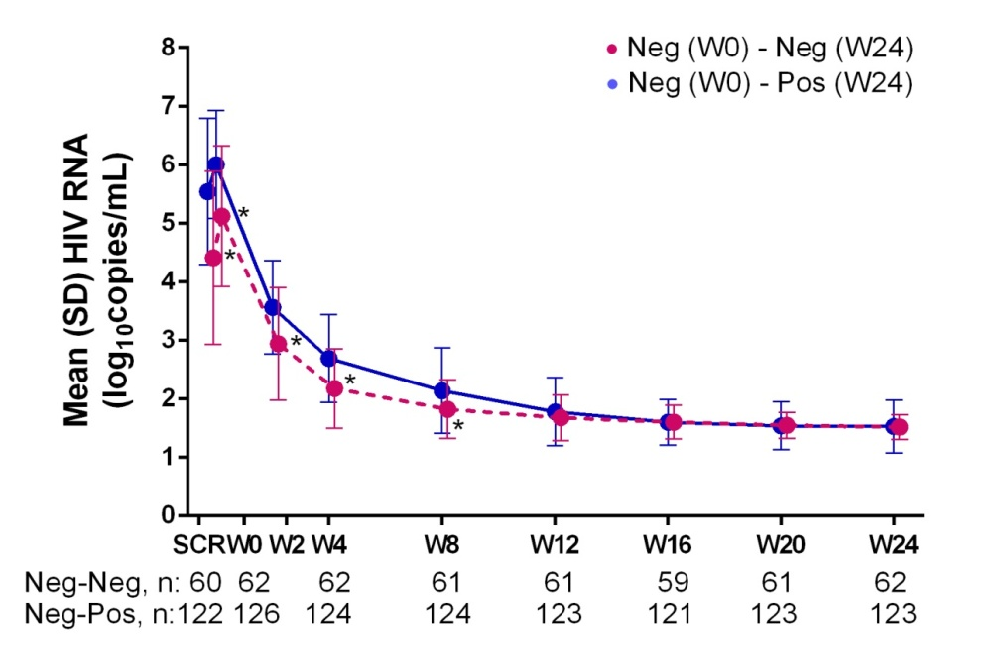 8
Neg (W0) - Neg (W24)
Neg (W0) - Pos (W24)
7
6
5
4
3
2
1
0
Mean (SD) HIV RNA
(log10copies/mL)
*
*
*
*
*
SCR W0 W2 W4 W8 W12 W16 W20 W24
Neg-Neg, n: 60 62 62 61 61 59 61 62
Neg-Pos, n: 122 126 124 124 123 121 123 123